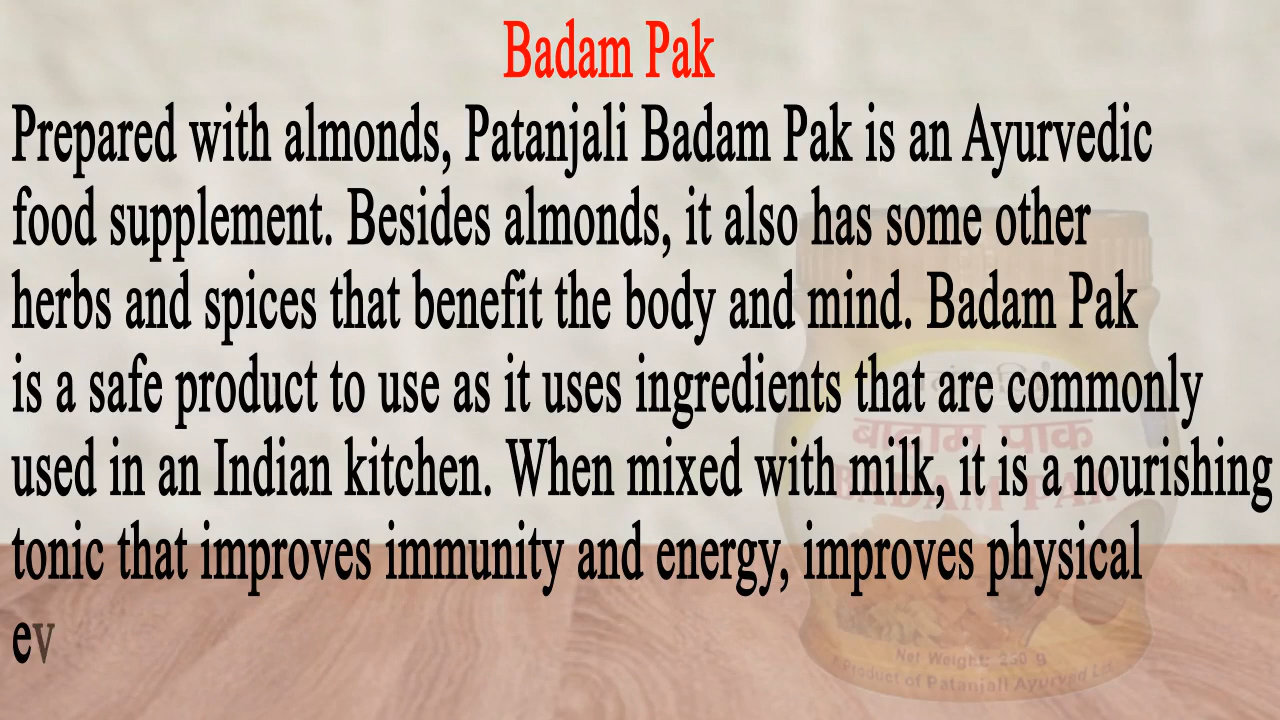 Badam Pak
Prepared with almonds, Patanjali Badam Pak is an Ayurvedic
food supplement. Besides almonds, it also has some other
herbs and spices that benefit the body and mind. Badam Pak
is a safe product to use as it uses ingredients that are commonly
used in an Indian kitchen. When mixed with milk, it is a nourishing
tonic that improves immunity and energy, improves physical
ev
पतंजलि
बादाम पाक
BADAM PAK
Net Weight: 250 g
Product of Patanjali Ayurved Ltd.